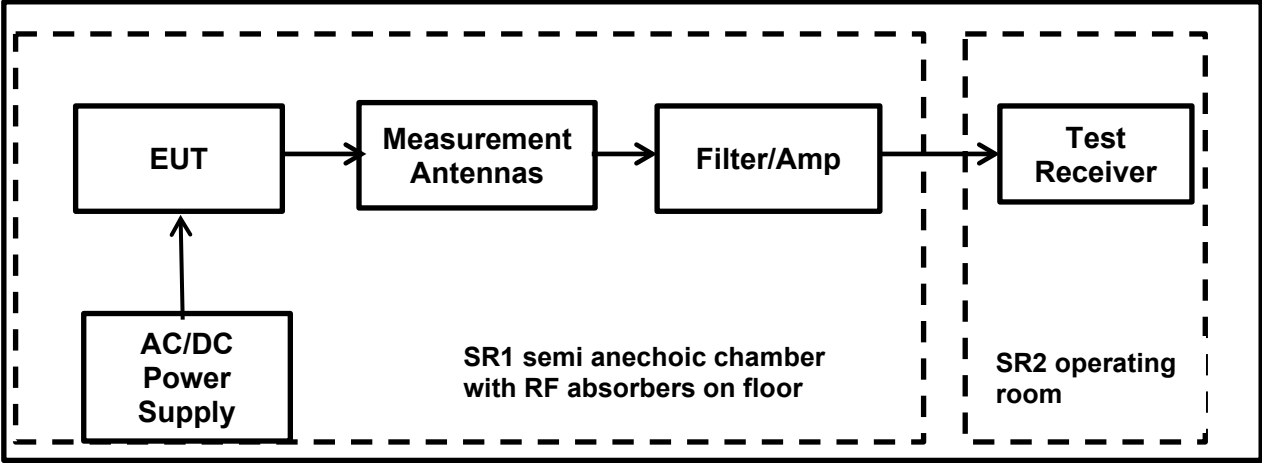 EUT
Measurement
Antennas
Filter/Amp
Test
Receiver
AC/DC
Power
Supply
SR1 semi anechoic chamber
with RF absorbers on floor
SR2 operating
room